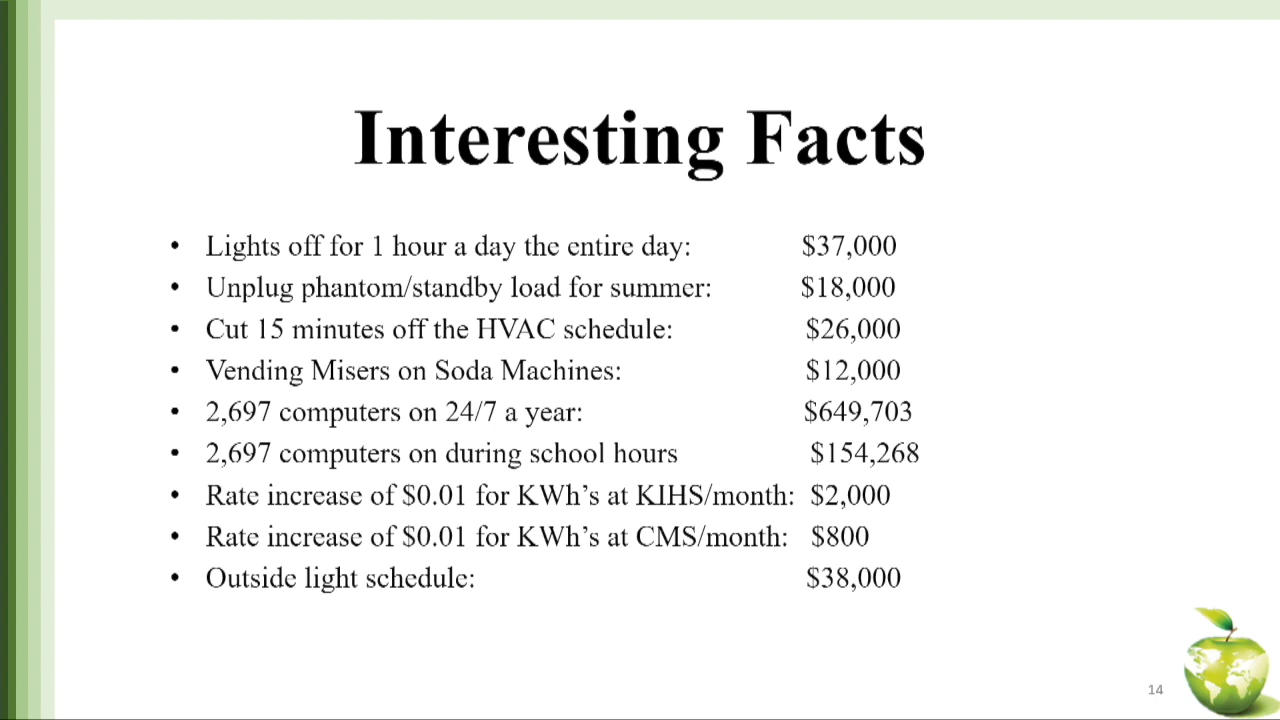 Interesting Facts
• Lights off for 1 hour a day the entire day: $37,000
• Unplug phantom/standby load for summer: $18,000
• Cut 15 minutes off the HVAC schedule: $26,000
• Vending Misers on Soda Machines: $12,000
• 2,697 computers on 24/7 a year: $649,703
• 2,697 computers on during school hours $154,268
• Rate increase of $0.01 for KWh’s at KIHS/month: $2,000
• Rate increase of $0.01 for KWh’s at CMS/month: $800
• Outside light schedule: $38,000
14